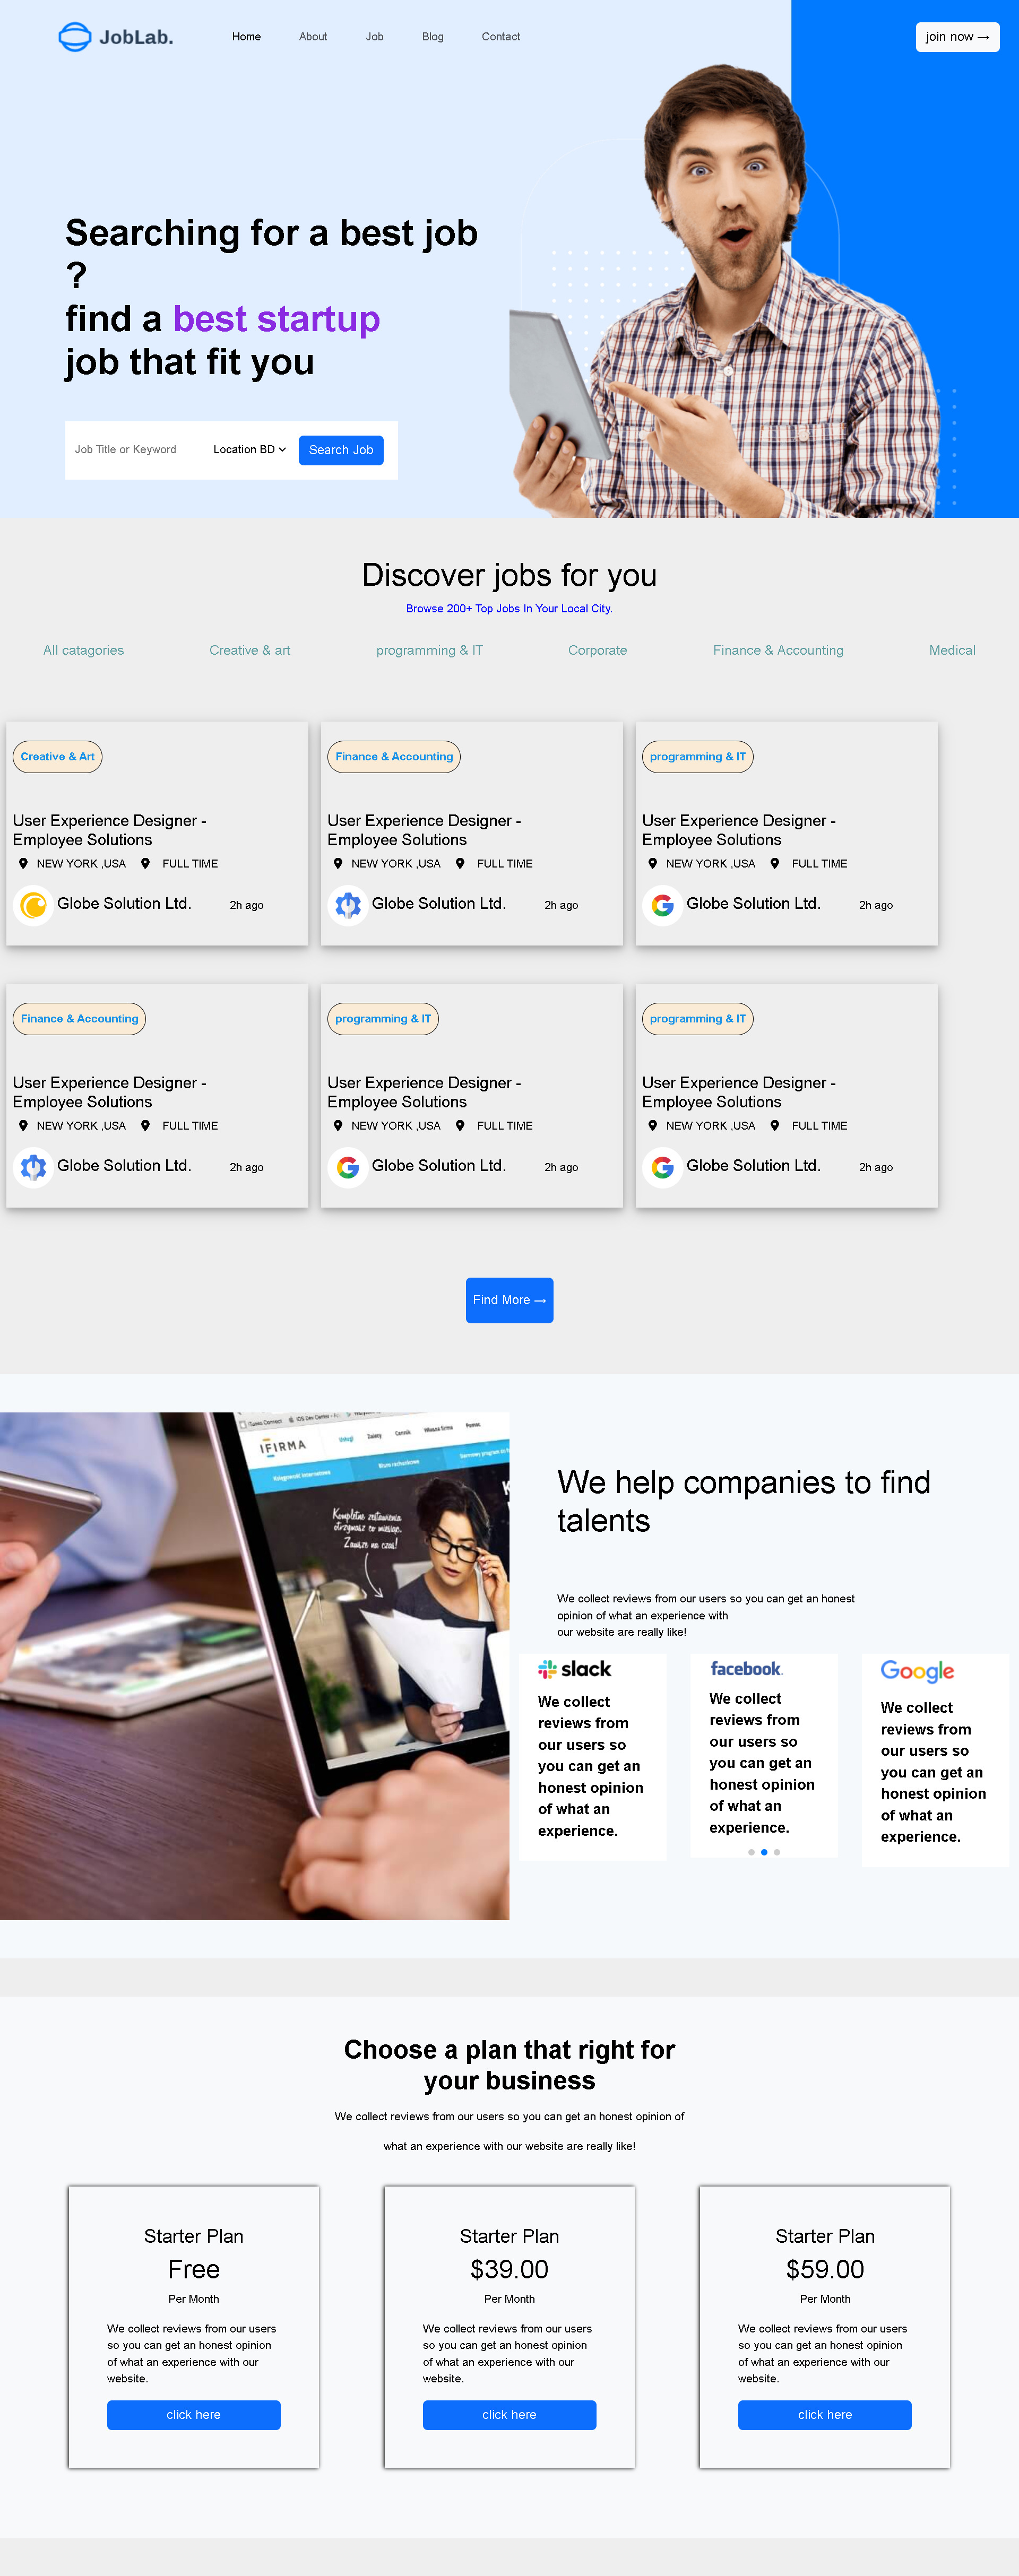 JobLab.
Home About Job Blog Contact
join now →
Searching for a best job
?
find a best startup
job that fit you
Job Title or Keyword Location BD Search Job
Discover jobs for you
Browse 200+ Top Jobs In Your Local City.
All catagories Creative & art programming & IT Corporate Finance & Accounting Medical
Creative & Art
User Experience Designer -
Employee Solutions
NEW YORK ,USA FULL TIME
Globe Solution Ltd. 2h ago
Finance & Accounting
User Experience Designer -
Employee Solutions
NEW YORK ,USA FULL TIME
Globe Solution Ltd. 2h ago
programming & IT
User Experience Designer -
Employee Solutions
NEW YORK ,USA FULL TIME
Globe Solution Ltd. 2h ago
Finance & Accounting
User Experience Designer -
Employee Solutions
NEW YORK ,USA FULL TIME
Globe Solution Ltd. 2h ago
programming & IT
User Experience Designer -
Employee Solutions
NEW YORK ,USA FULL TIME
Globe Solution Ltd. 2h ago
programming & IT
User Experience Designer -
Employee Solutions
NEW YORK ,USA FULL TIME
Globe Solution Ltd. 2h ago
Find More →
IFIRMA
Usługi Zalety Cennik Własna firma Pomoc
Księgowość internetowa Biuro rachunkowe
Kompletne zestawienia
otrzymasz co miesiąc.
Zawsze na czas!
We help companies to find
talents
We collect reviews from our users so you can get an honest
opinion of what an experience with
our website are really like!
slack
We collect
reviews from
our users so
you can get an
honest opinion
of what an
experience.
facebook.
We collect
reviews from
our users so
you can get an
honest opinion
of what an
experience.
Google
We collect
reviews from
our users so
you can get an
honest opinion
of what an
experience.
Choose a plan that right for
your business
We collect reviews from our users so you can get an honest opinion of
what an experience with our website are really like!
Starter Plan
Free
Per Month
We collect reviews from our users
so you can get an honest opinion
of what an experience with our
website.
click here
Starter Plan
$39.00
Per Month
We collect reviews from our users
so you can get an honest opinion
of what an experience with our
website.
click here
Starter Plan
$59.00
Per Month
We collect reviews from our users
so you can get an honest opinion
of what an experience with our
website.
click here